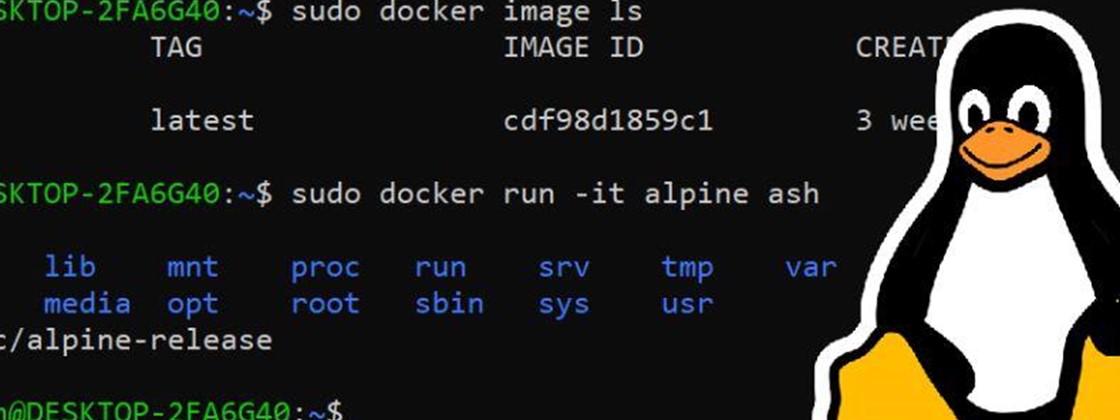 SKTOP-2FA6G40:~$ sudo docker image ls
TAG IMAGE ID CREAT
latest cdf98d1859c1 3 wee
SKTOP-2FA6G40:~$ sudo docker run -it alpine ash
lib mnt proc run srv tmp var
media opt root sbin sys usr
c/alpine-release
n@DESKTOP-2FA6G40:~$